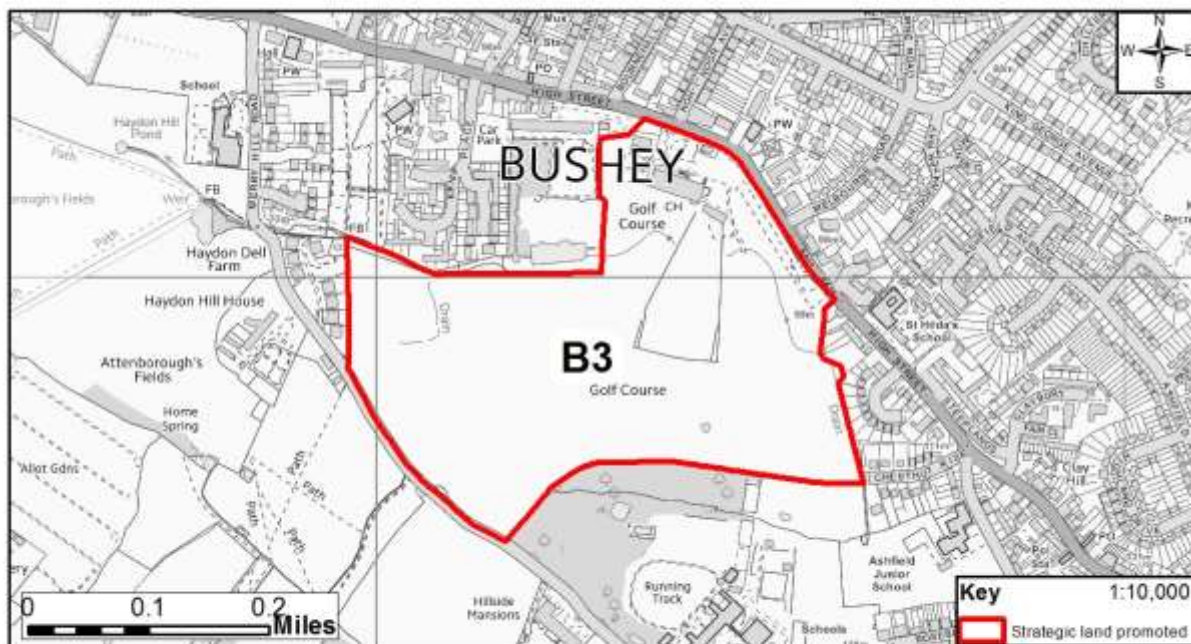 N
W E
S
Hall
PW
School
Haydon Hill
Pond
Path
FB
Weir
Path
Haydon Dell
Farm
Haydon Hill House
Attenborough's
Fields
Home
Spring
Allot Gdns
Path
Path
Path
PO
HIGH STREET
PW
Car
Park
BUSHEY
Golf
Course
CH
FB
PW
Drain
B3
Golf Course
Drain
St Hilda's
School
HIGH STREET
CLAYBURY
Clay
Hill
Ashfield
Junior
School
Running
Track
Hillside
Mansions
Schools
0 0.1 0.2
Miles
Key 1:10,000
Strategic land promoted